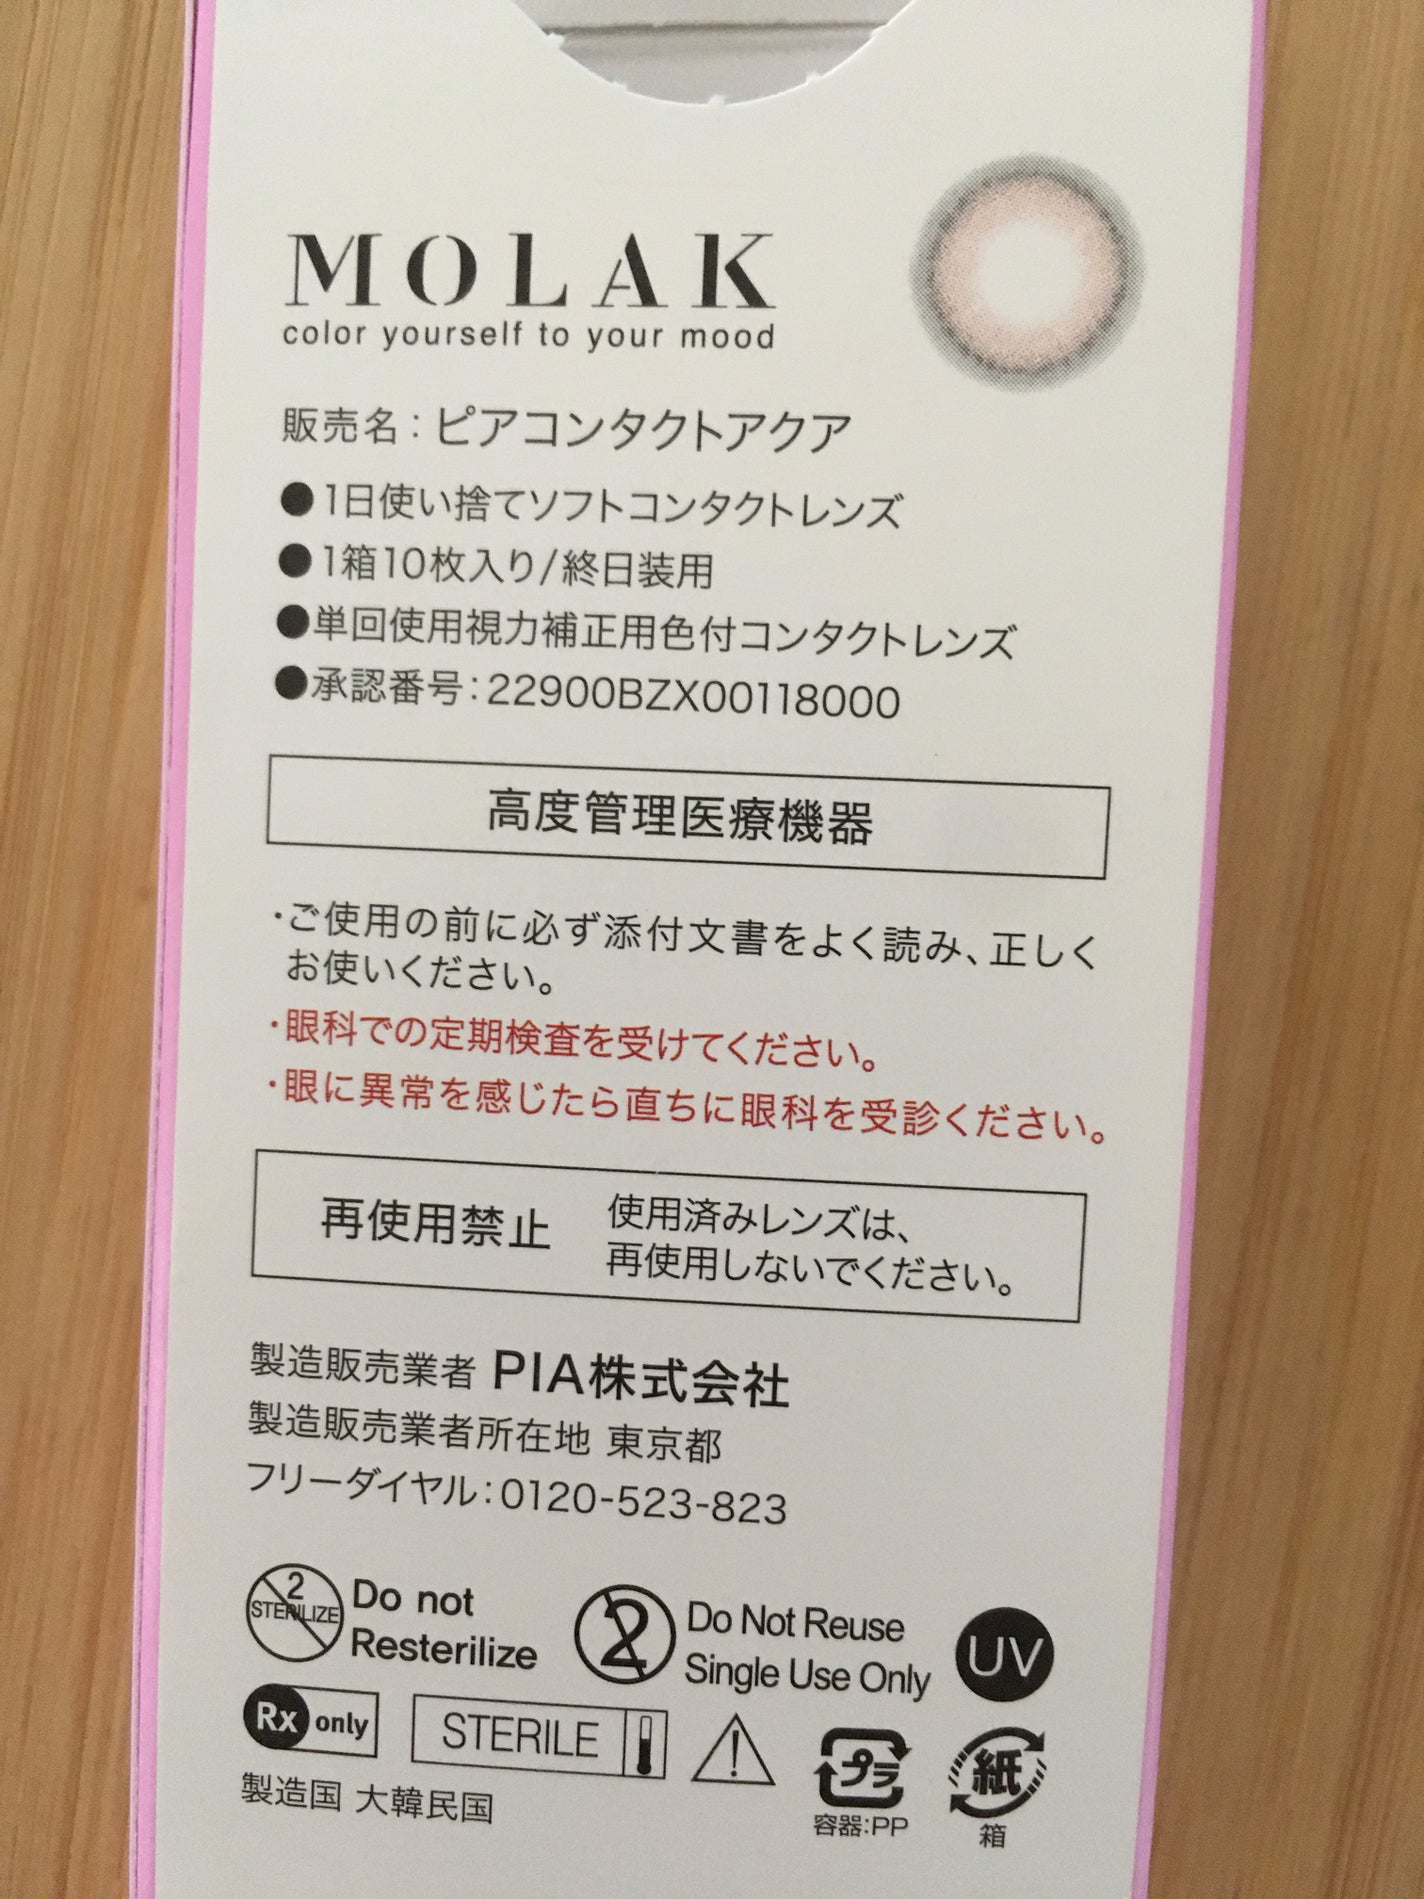 MOLAK
color yourself to your mood
販売名：ピアコンタクトアクア
●1日使い捨てソフトコンタクトレンズ
●1箱10枚入り/終日装用
●単回使用視力補正用色付コンタクトレンズ
●承認番号：22900BZX00118000
高度管理医療機器
・ご使用の前に必ず添付文書をよく読み、正しく
お使いください。
・眼科での定期検査を受けてください。
・眼に異常を感じたら直ちに眼科を受診ください。
再使用禁止 使用済みレンズは、
再使用しないでください。
製造販売業者 PIA株式会社
製造販売業者所在地 東京都
フリーダイヤル：0120-523-823
2 STERILIZE Do not
Resterilize
2 Do Not Reuse
Single Use Only
UV
Rx only
STERILE
!
プラ
容器：PP
紙
箱
製造国 大韓民国